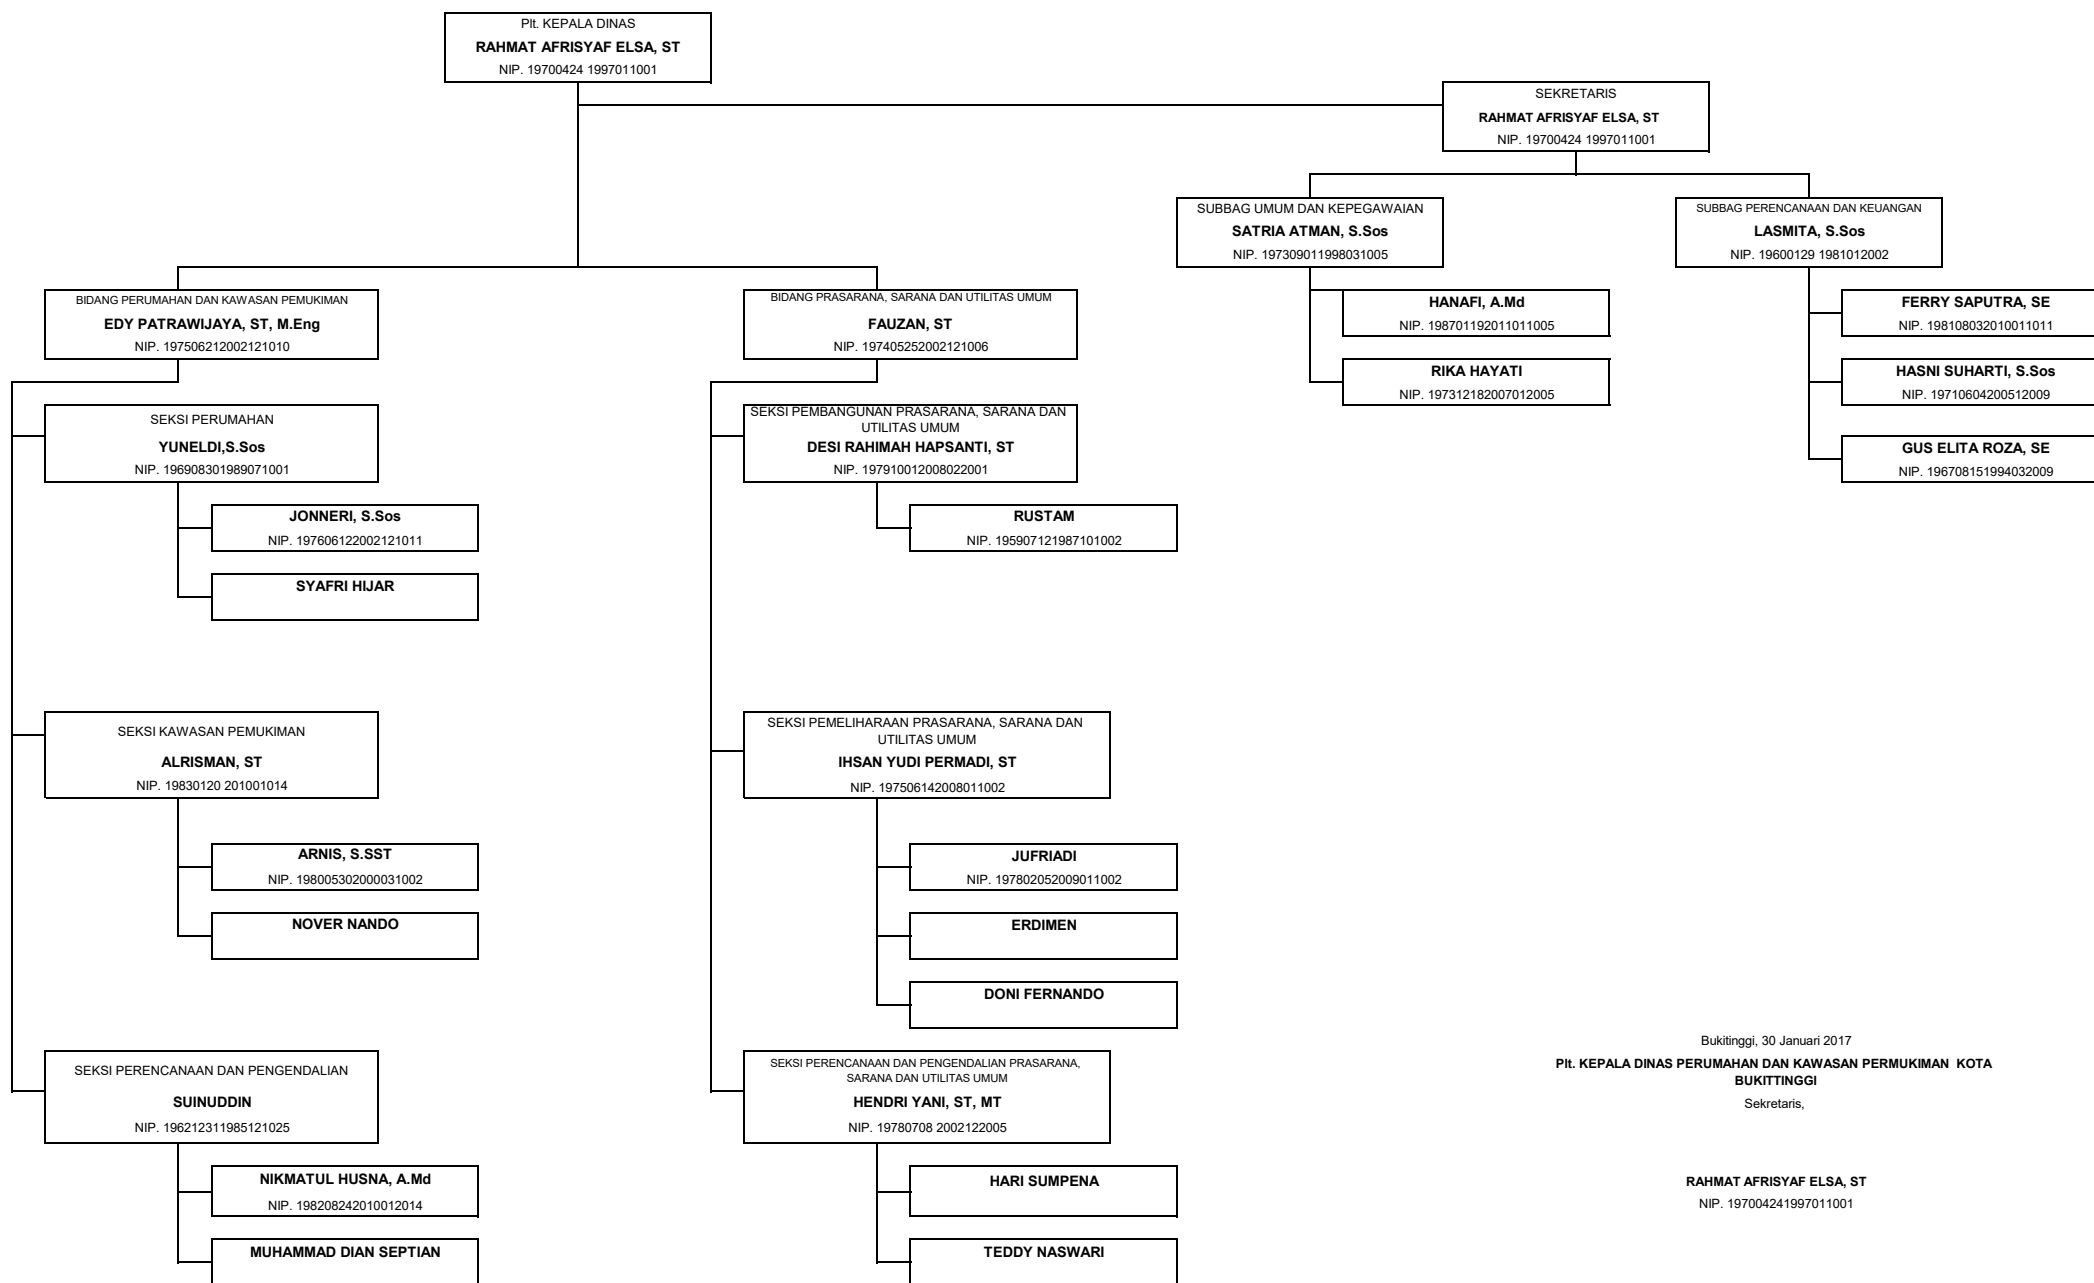 Plt. KEPALA DINAS
RAHMAT AFRISYAF ELSA, ST
NIP. 19700424 1997011001
SEKRETARIS
RAHMAT AFRISYAF ELSA, ST
NIP. 19700424 1997011001
SUBBAG UMUM DAN KEPEGAWAIAN
SATRIA ATMAN, S.Sos
NIP. 197309011998031005
SUBBAG PERENCANAAN DAN KEUANGAN
LASMITA, S.Sos
NIP. 19600129 1981012002
HANAFI, A.Md
NIP. 198701192011011005
RIKA HAYATI
NIP. 197312182007012005
FERRY SAPUTRA, SE
NIP. 198108032010011011
HASNI SUHARTI, S.Sos
NIP. 19710604200512009
GUS ELITA ROZA, SE
NIP. 196708151994032009
BIDANG PERUMAHAN DAN KAWASAN PEMUKIMAN
EDY PATRAWIJAYA, ST, M.Eng
NIP. 197506212002121010
SEKSI PERUMAHAN
YUNELDI,S.Sos
NIP. 196908301989071001
JONNERI, S.Sos
NIP. 197606122002121011
SYAFRI HIJAR
SEKSI KAWASAN PEMUKIMAN
ALRISMAN, ST
NIP. 19830120 201001014
ARNIS, S.SST
NIP. 198005302000031002
NOVER NANDO
SEKSI PERENCANAAN DAN PENGENDALIAN
SUINUDDIN
NIP. 196212311985121025
NIKMATUL HUSNA, A.Md
NIP. 198208242010012014
MUHAMMAD DIAN SEPTIAN
BIDANG PRASARANA, SARANA DAN UTILITAS UMUM
FAUZAN, ST
NIP. 197405252002121006
SEKSI PEMBANGUNAN PRASARANA, SARANA DAN
UTILITAS UMUM
DESI RAHIMAH HAPSANTI, ST
NIP. 197910012008022001
RUSTAM
NIP. 195907121987101002
SEKSI PEMELIHARAAN PRASARANA, SARANA DAN
UTILITAS UMUM
IHSAN YUDI PERMADI, ST
NIP. 197506142008011002
JUFRIADI
NIP. 197802052009011002
ERDIMEN
DONI FERNANDO
SEKSI PERENCANAAN DAN PENGENDALIAN PRASARANA,
SARANA DAN UTILITAS UMUM
HENDRI YANI, ST, MT
NIP. 19780708 2002122005
HARI SUMPENA
TEDDY NASWARI
Bukitinggi, 30 Januari 2017
Plt. KEPALA DINAS PERUMAHAN DAN KAWASAN PERMUKIMAN KOTA
BUKITTINGGI
Sekretaris,
RAHMAT AFRISYAF ELSA, ST
NIP. 197004241997011001